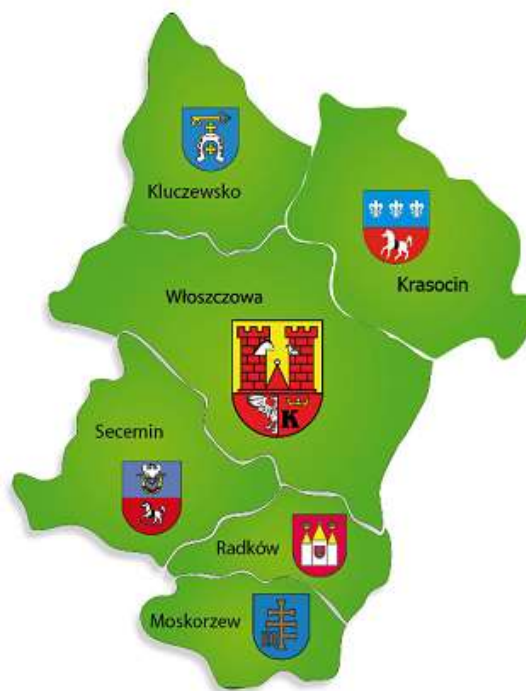 Kluczewsko
Krasocin
Włoszczowa
K
Secemin
Radków
Moskorzew